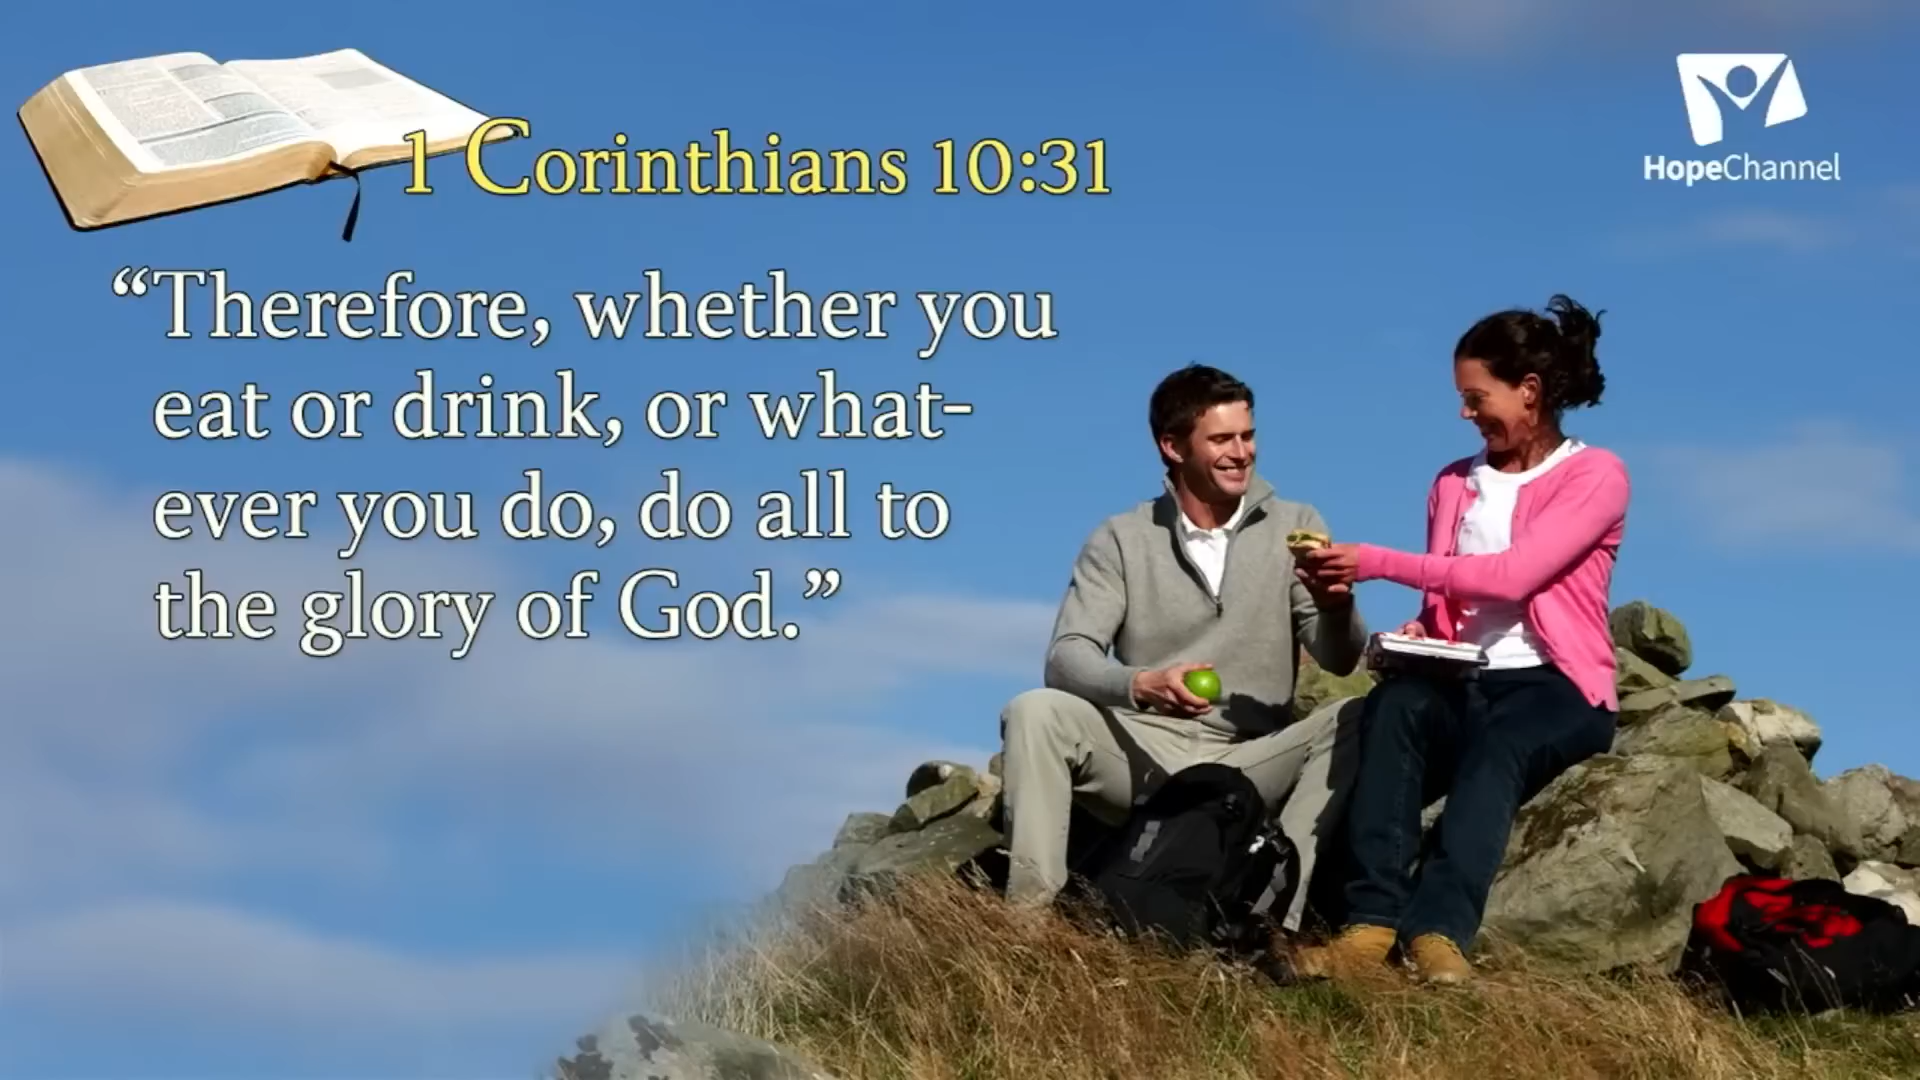 1 Corinthians 10:31
HopeChannel
“Therefore, whether you
eat or drink, or what-
ever you do, do all to
the glory of God.”